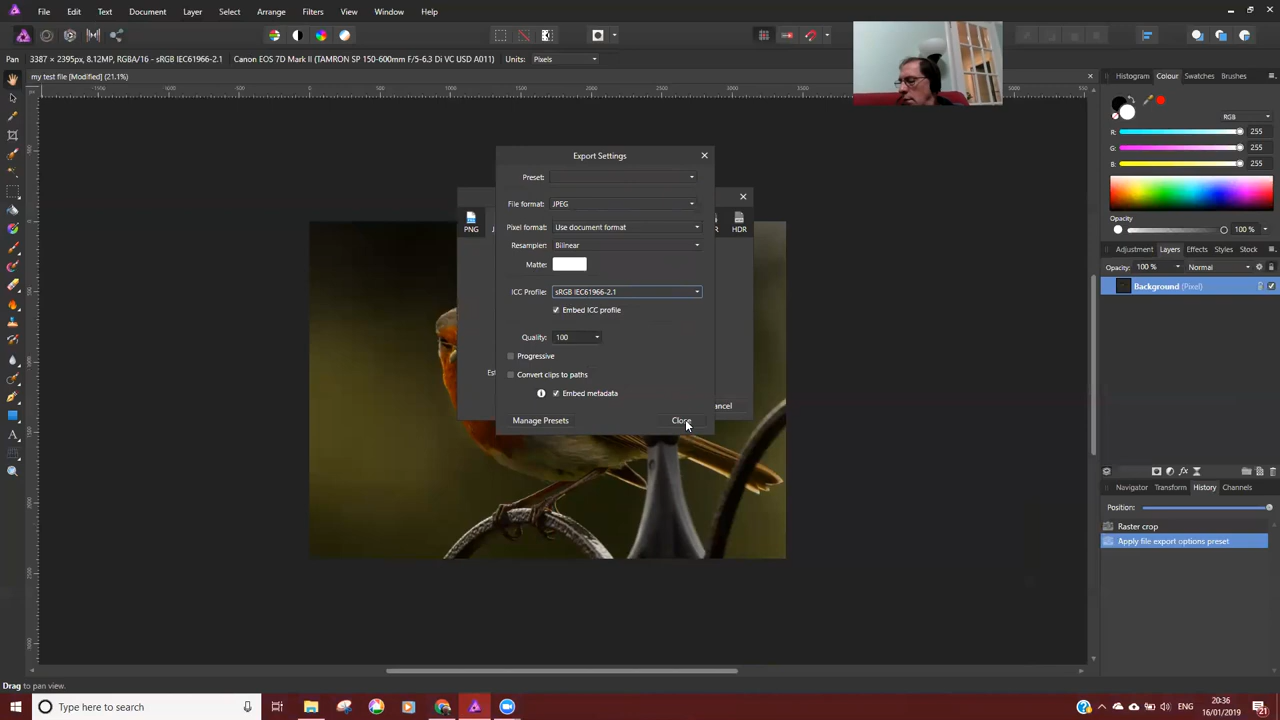 File Edit Text Document Layer Select Arrange Filters View Window Help
Pan 3387 × 2395px, 8.12MP, RGBA/16 - sRGB IEC61966-2.1 Canon EOS 7D Mark II (TAMRON SP 150-600mm F/5-6.3 Di VC USD A011) Units: Pixels
my test file [Modified] (21.1%)
Histogram Colour Swatches Brushes
RGB
R: 255
G: 255
B: 255
Opacity
100 %
Adjustment Layers Effects Styles Stock
Opacity: 100 % Normal
Background (Pixel)
Navigator Transform History Channels
Position:
Raster crop
Apply file export options preset
Export Settings
Preset:
File format: JPEG
Pixel format: Use document format
Resampler: Bilinear
Matte:
ICC Profile: sRGB IEC61966-2.1
Embed ICC profile
Quality: 100
Progressive
Convert clips to paths
Embed metadata
Manage Presets Close
PNG
HDR
Est
ancel
Drag to pan view.
Type here to search
ENG
20:36
16/01/2019
21